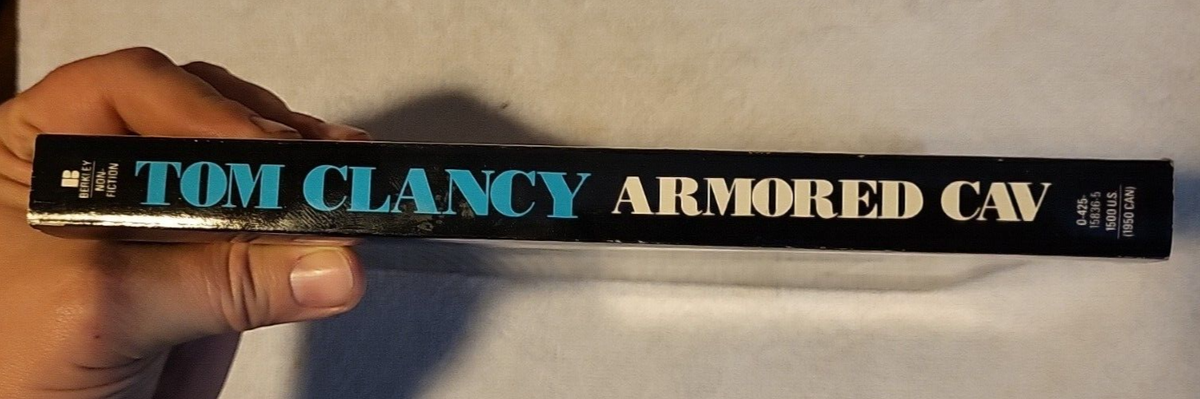 B
BERKLEY
NON-
FICTION
TOM CLANCY ARMORED CAV
0-425-
15836-5
1500 U.S.
(1950 CAN)